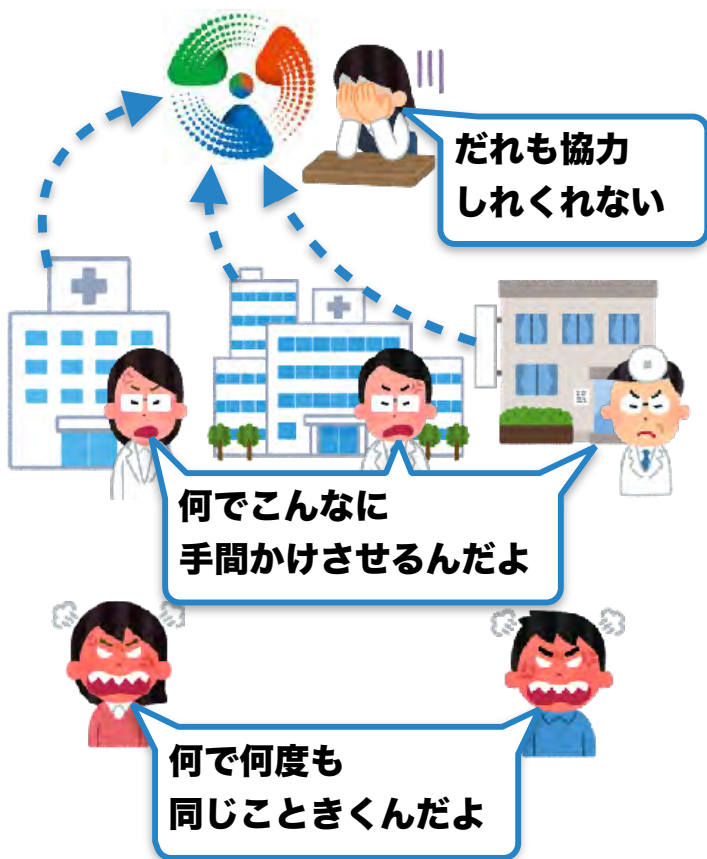 だれも協力
しれくれない
何でこんなに
手間かけさせるんだよ
何で何度も
同じこときくんだよ